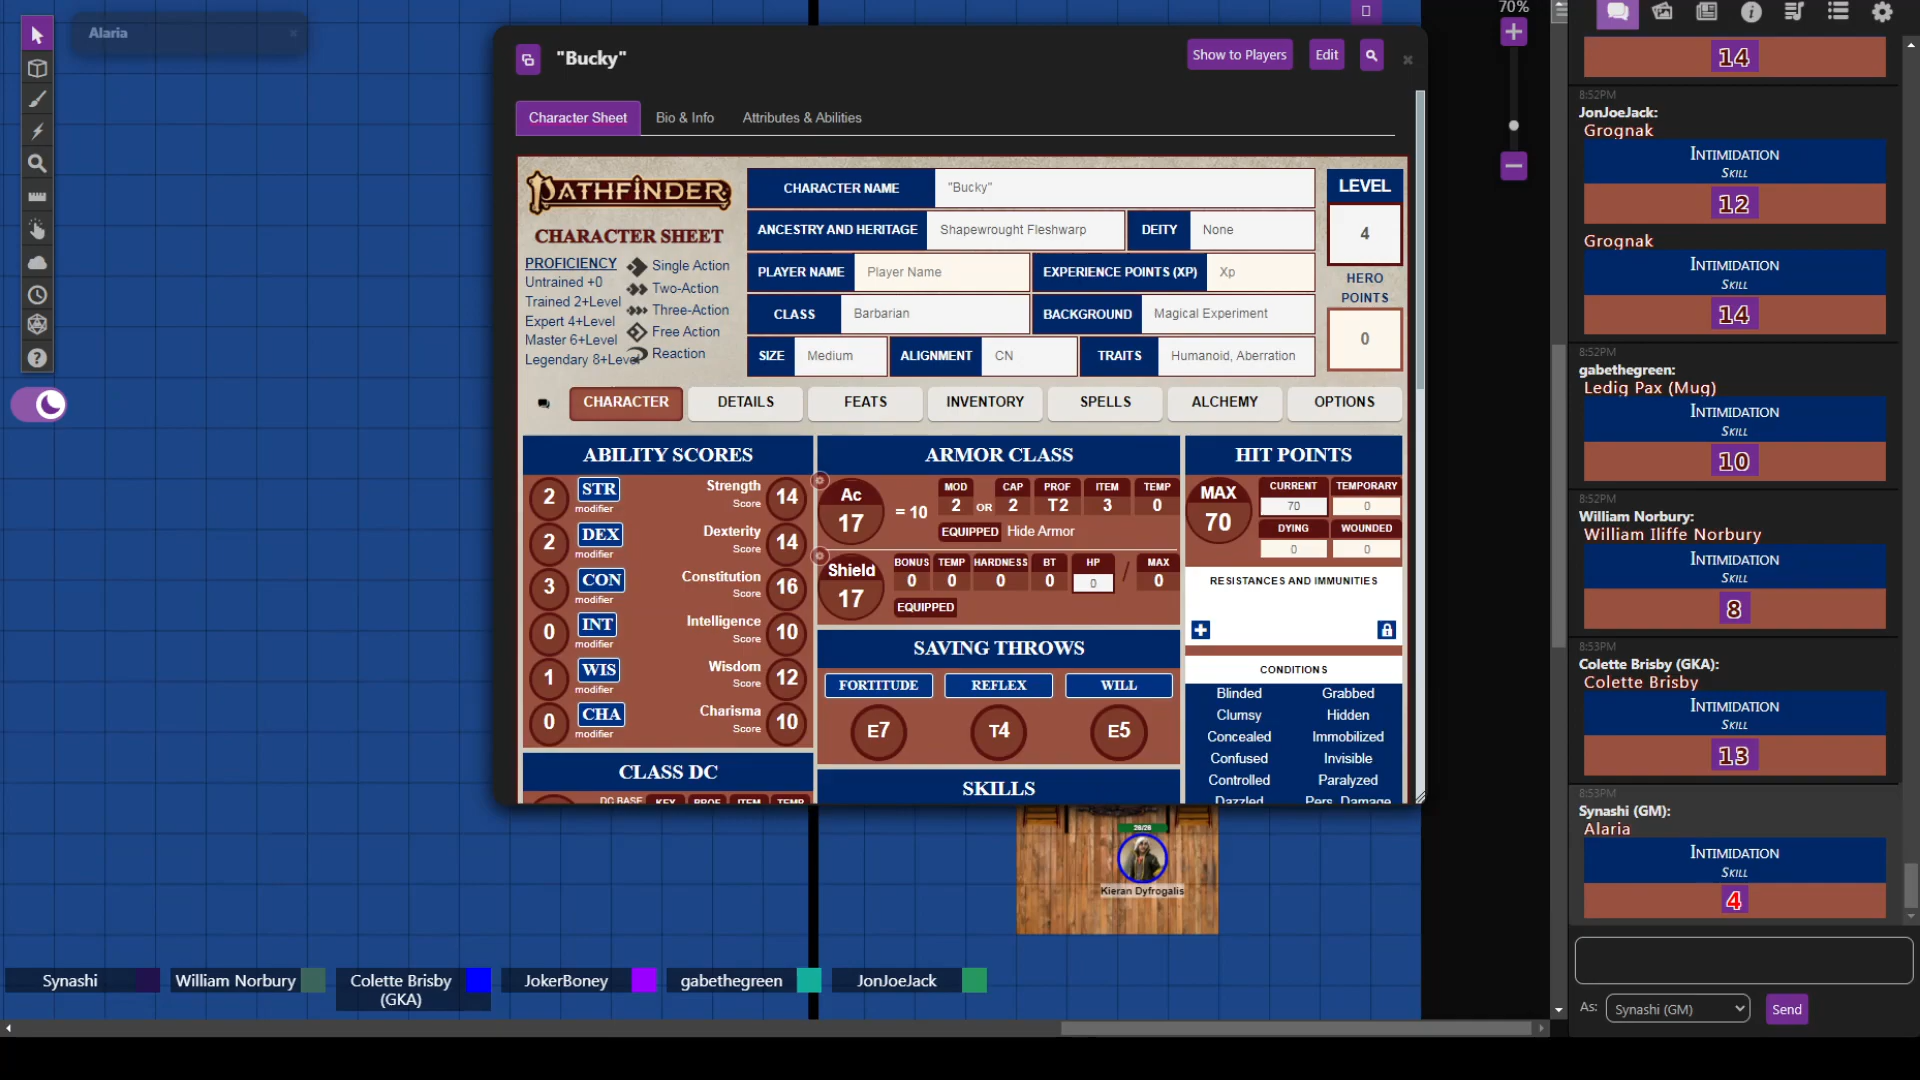 70%
Alaria
"Bucky"
Show to Players
Edit
Character Sheet
Bio & Info
Attributes & Abilities
PATHFINDER
CHARACTER SHEET
PROFICIENCY
Untrained +0
Trained 2+Level
Expert 4+Level
Master 6+Level
Legendary 8+Level
Single Action
Two-Action
Three-Action
Free Action
Reaction
CHARACTER NAME "Bucky"
ANCESTRY AND HERITAGE Shapewrought Fleshwarp DEITY None
PLAYER NAME Player Name EXPERIENCE POINTS (XP) Xp
CLASS Barbarian BACKGROUND Magical Experiment
SIZE Medium ALIGNMENT CN TRAITS Humanoid, Aberration
LEVEL
4
HERO
POINTS
0
CHARACTER DETAILS FEATS INVENTORY SPELLS ALCHEMY OPTIONS
ABILITY SCORES
2 STR modifier Strength Score 14
2 DEX modifier Dexterity Score 14
3 CON modifier Constitution Score 16
0 INT modifier Intelligence Score 10
1 WIS modifier Wisdom Score 12
0 CHA modifier Charisma Score 10
CLASS DC
DC BASE KEY PROF ITEM TEMP
ARMOR CLASS
Ac
17
= 10
MOD CAP PROF ITEM TEMP
2 OR 2 T2 3 0
EQUIPPED Hide Armor
Shield
17
BONUS TEMP HARDNESS BT HP MAX
0 0 0 0 0 / 0
EQUIPPED
SAVING THROWS
FORTITUDE REFLEX WILL
E7 T4 E5
SKILLS
HIT POINTS
MAX
70
CURRENT TEMPORARY
70 0
DYING WOUNDED
0 0
RESISTANCES AND IMMUNITIES
CONDITIONS
Blinded Grabbed
Clumsy Hidden
Concealed Immobilized
Confused Invisible
Controlled Paralyzed
Dazzled Pers. Damage
28/28
Kieran Dyfrogalis
Synashi
William Norbury
Colette Brisby
(GKA)
JokerBoney
gabethegreen
JonJoeJack
14
8:52PM
JonJoeJack:
Grognak
INTIMIDATION
SKILL
12
Grognak
INTIMIDATION
SKILL
14
8:52PM
gabethegreen:
Ledig Pax (Mug)
INTIMIDATION
SKILL
10
8:52PM
William Norbury:
William Iliffe Norbury
INTIMIDATION
SKILL
8
8:53PM
Colette Brisby (GKA):
Colette Brisby
INTIMIDATION
SKILL
13
8:53PM
Synashi (GM):
Alaria
INTIMIDATION
SKILL
4
As: Synashi (GM) Send